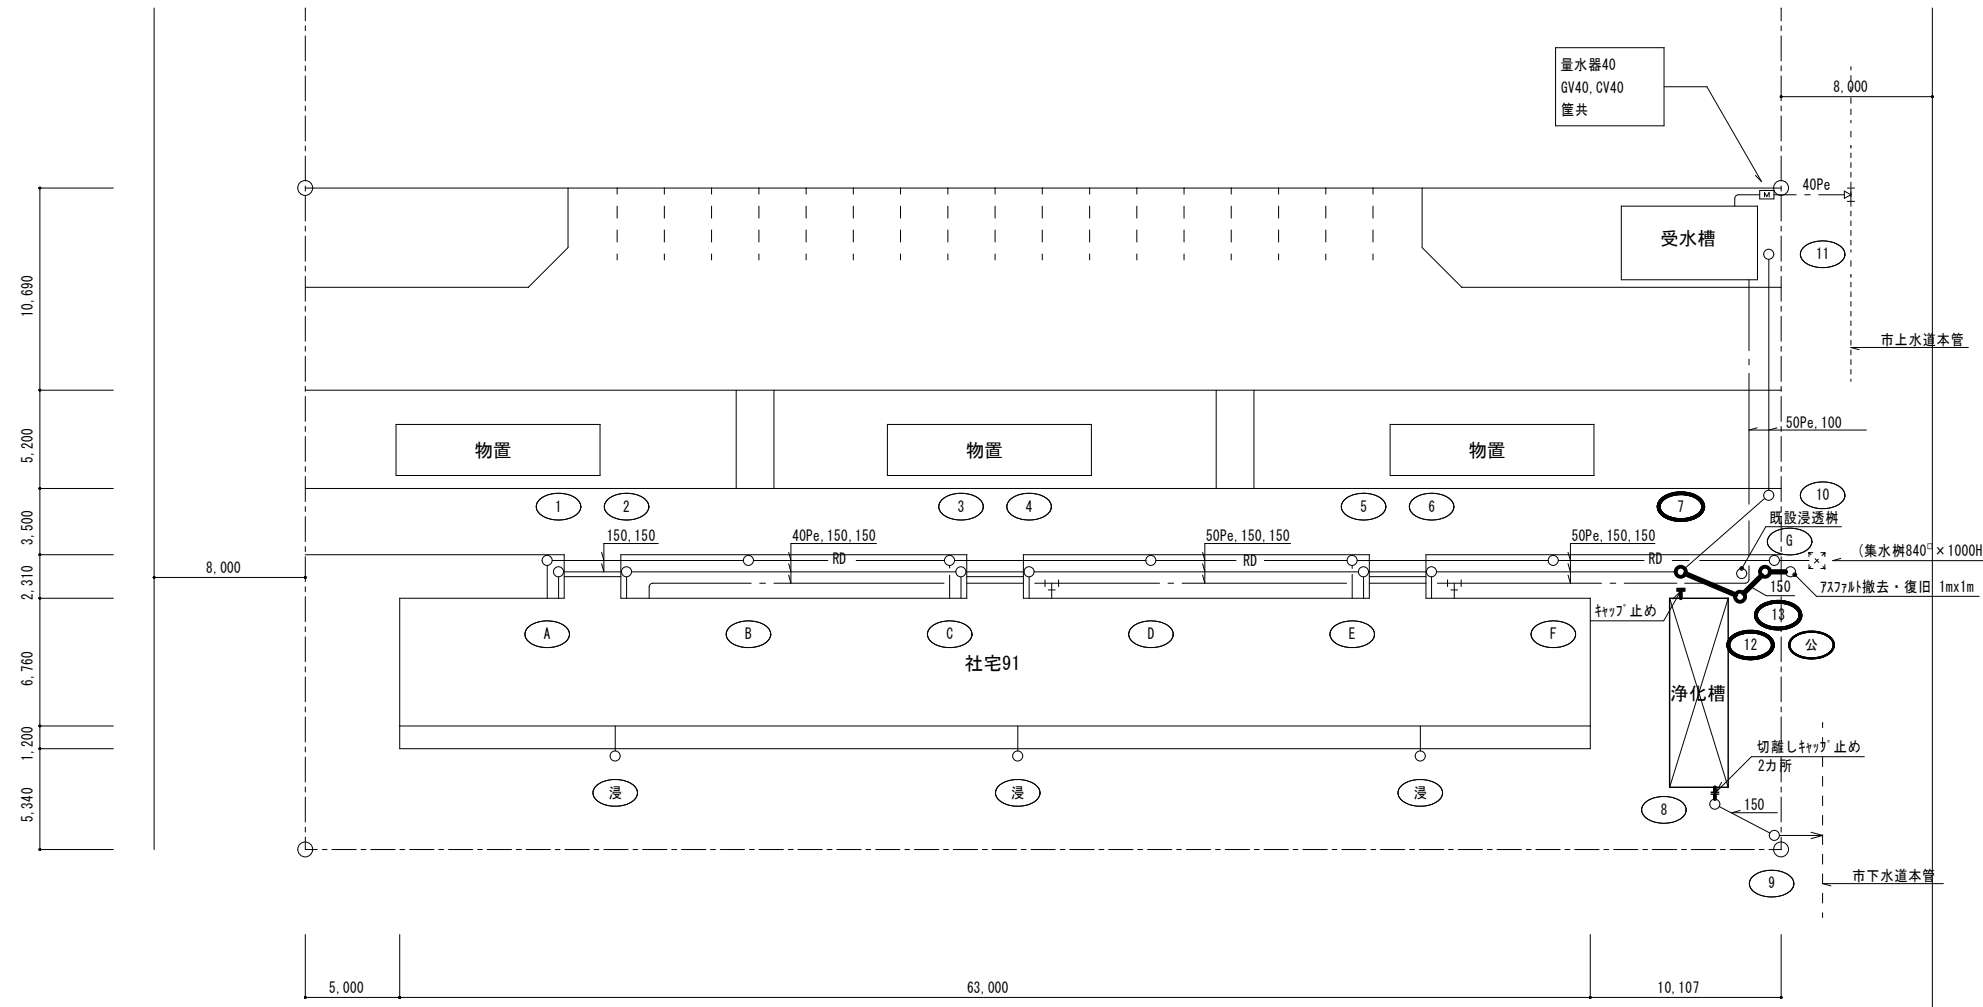 量水器40
GV40,CV40
筐共
8,000
40Pe
受水槽
11
10,690
市上水道本管
5,200
物置
物置
物置
50Pe,100
3,500
1
2
3
4
5
6
7
10
既設浸透桝
G
150,150
40Pe,150,150
RD
50Pe,150,150
RD
50Pe,150,150
RD
(集水桝840□×1000H
8,000
2,310
150
ｱｽﾌｧﾙﾄ撤去・復旧 1mx1m
ｷｬｯﾌﾟ止め
13
A
B
C
D
E
F
12
公
社宅91
6,760
浄化槽
1,200
切離しｷｬｯﾌﾟ止め
2カ所
5,340
浸
浸
浸
8
150
9
市下水道本管
5,000
63,000
10,107